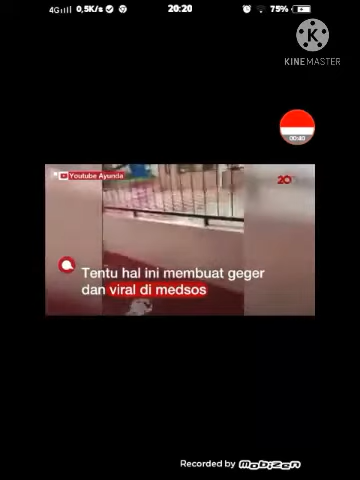 4G 0,5K/s 20:20 75%
KINEMASTER
00:40
Youtube Ayunda
20
Tentu hal ini membuat geger
dan viral di medsos
Recorded by Mobizen